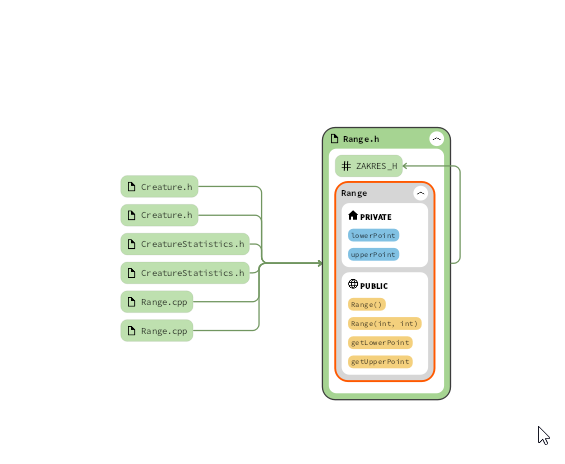 Range.h
ZAKRES_H
Creature.h
Creature.h
CreatureStatistics.h
CreatureStatistics.h
Range.cpp
Range.cpp
Range
PRIVATE
lowerPoint
upperPoint
PUBLIC
Range()
Range(int, int)
getLowerPoint
getUpperPoint